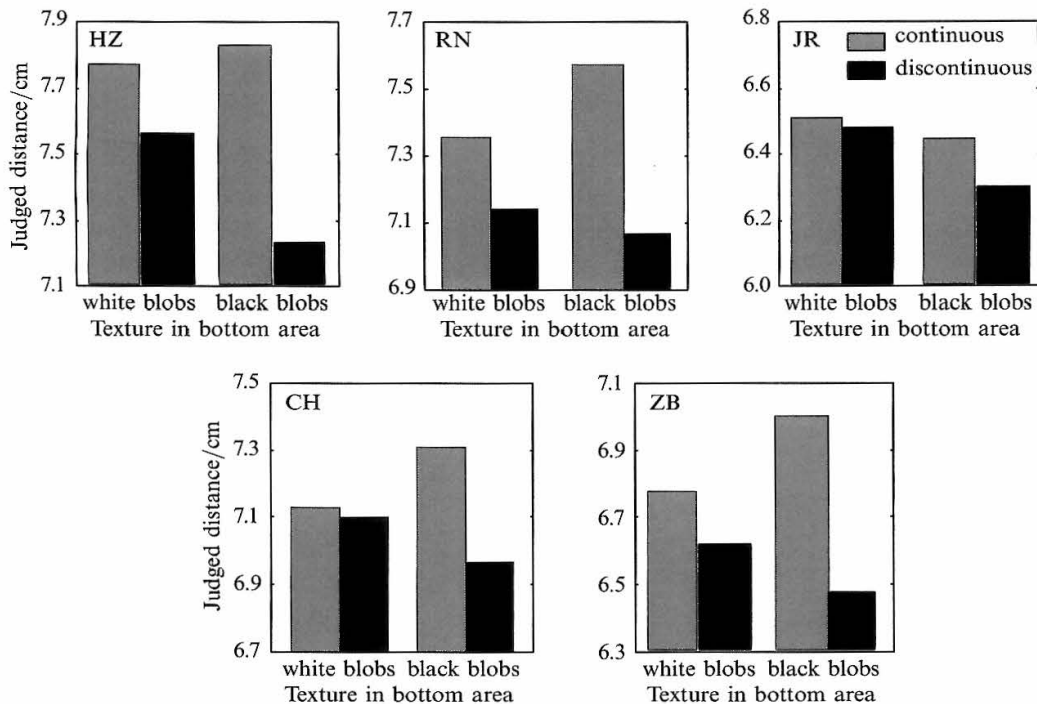 HZ
7.9
7.7
7.5
7.3
7.1
Judged distance/cm
white blobs black blobs
Texture in bottom area
RN
7.7
7.5
7.3
7.1
6.9
white blobs black blobs
Texture in bottom area
JR
continuous
discontinuous
6.8
6.6
6.4
6.2
6.0
white blobs black blobs
Texture in bottom area
CH
7.5
7.3
7.1
6.9
6.7
Judged distance/cm
white blobs black blobs
Texture in bottom area
ZB
7.1
6.9
6.7
6.5
6.3
white blobs black blobs
Texture in bottom area